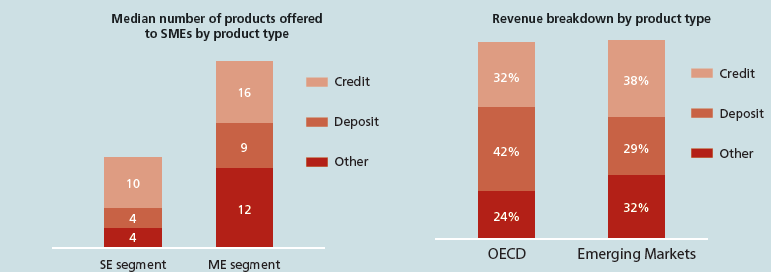 Median number of products offered
to SMEs by product type
16
9
12
10
4
4
SE segment
ME segment
Credit
Deposit
Other
Revenue breakdown by product type
32%
42%
24%
38%
29%
32%
OECD
Emerging Markets
Credit
Deposit
Other